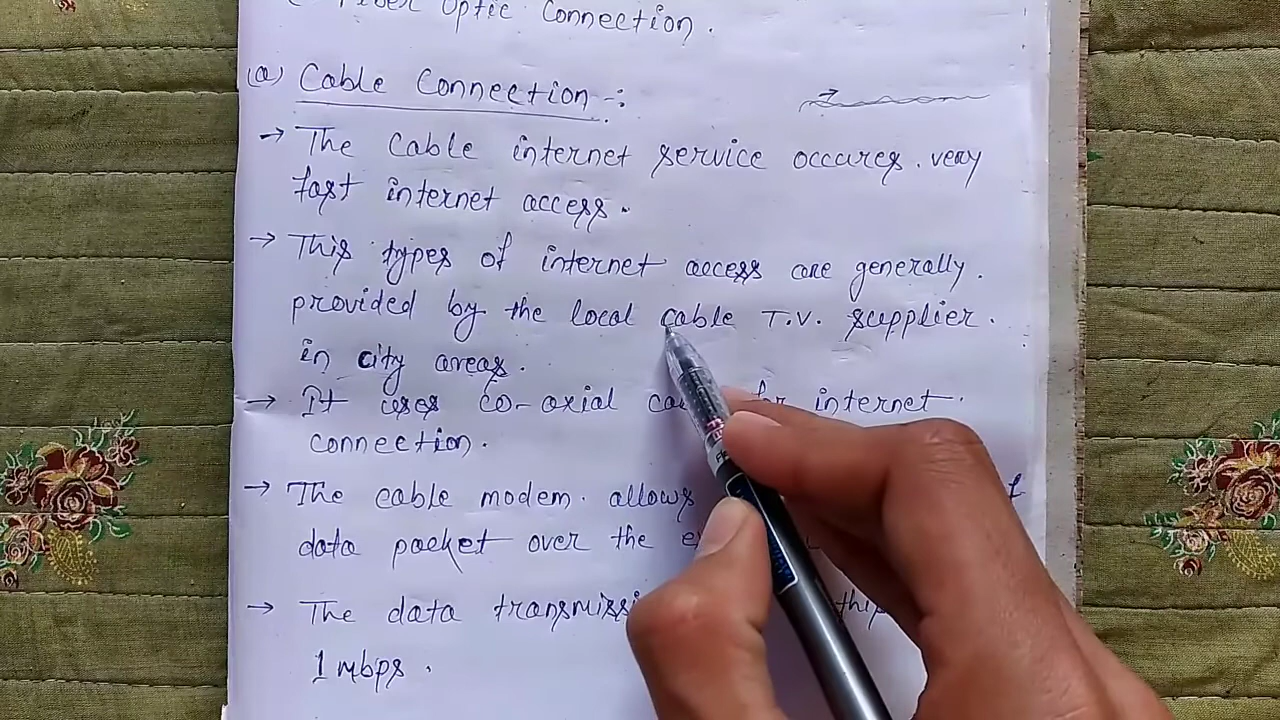 Fiber Optic Connection.
(a) Cable Connection -:
→ The cable internet service occures. very
fast internet access.
→ This types of internet access are generally.
provided by the local cable T.V. supplier.
in city areas.
→ It uses co-axial for internet.
connection.
→ The cable modem. allows
data packet over the
→ The data
1 mbps.